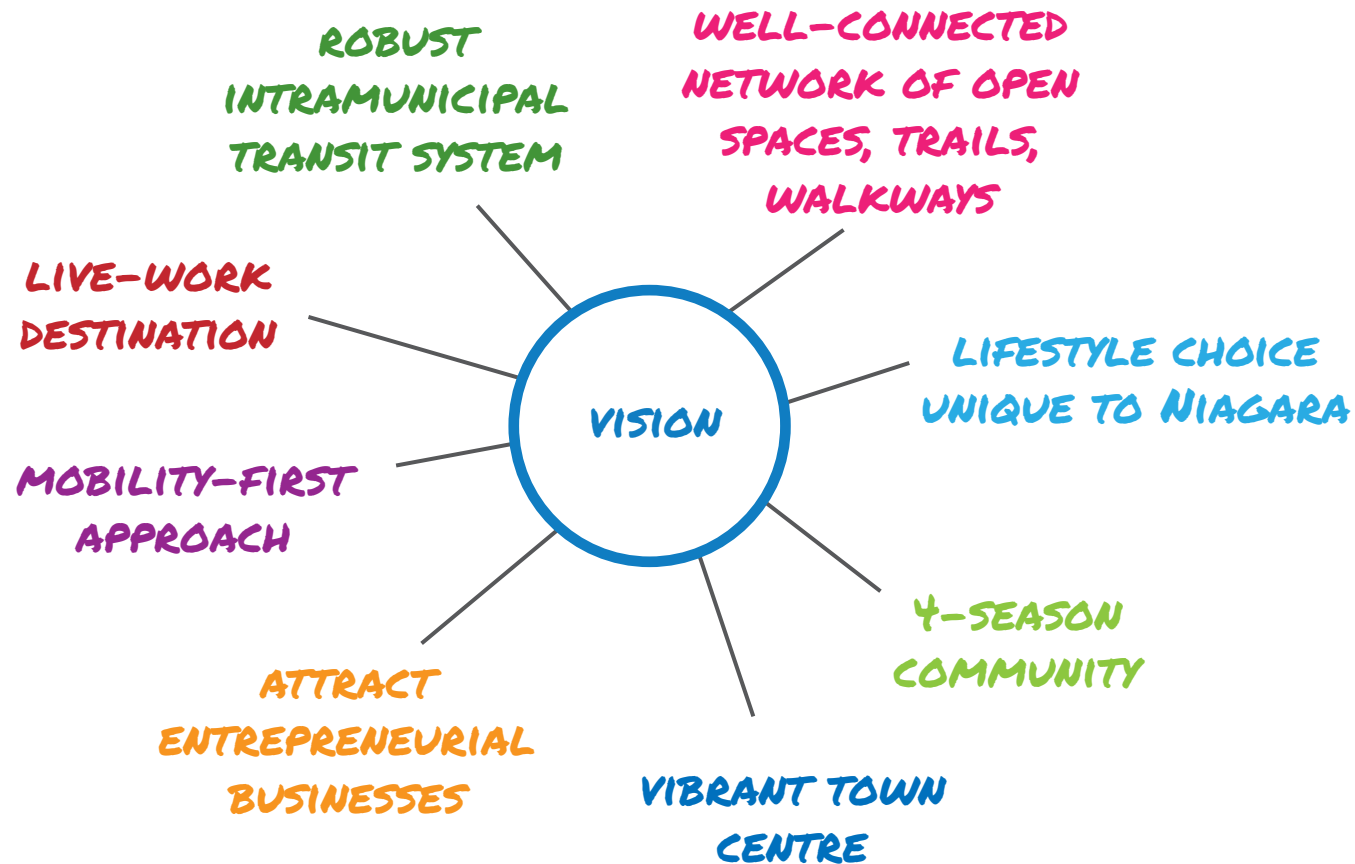 ROBUST
INTRAMUNICIPAL
TRANSIT SYSTEM
WELL-CONNECTED
NETWORK OF OPEN
SPACES, TRAILS,
WALKWAYS
LIVE-WORK
DESTINATION
LIFESTYLE CHOICE
UNIQUE TO NIAGARA
VISION
MOBILITY-FIRST
APPROACH
4-SEASON
COMMUNITY
ATTRACT
ENTREPRENEURIAL
BUSINESSES
VIBRANT TOWN
CENTRE